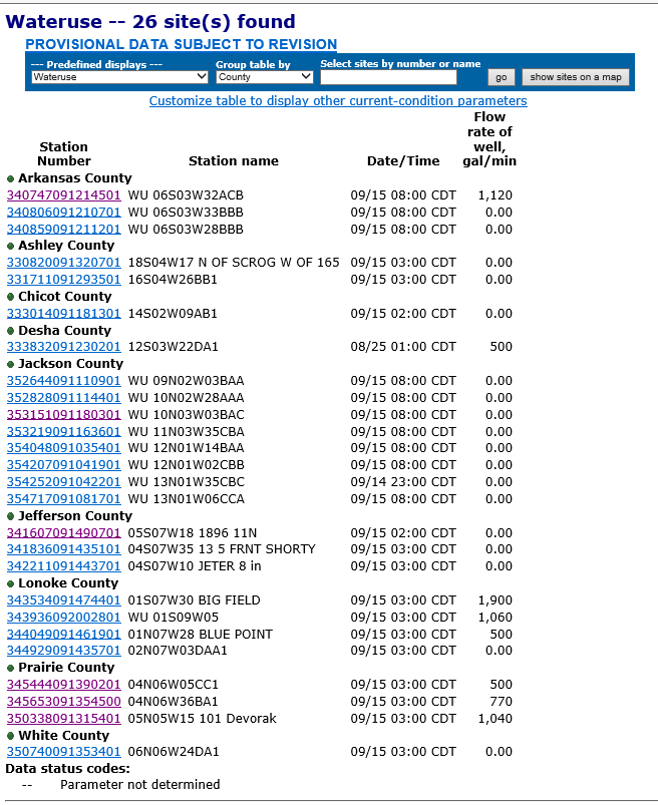 Wateruse -- 26 site(s) found
PROVISIONAL DATA SUBJECT TO REVISION
--- Predefined displays --- Group table by Select sites by number or name
Wateruse County go show sites on a map
Customize table to display other current-condition parameters
Station Number Station name Date/Time Flow rate of well, gal/min
Arkansas County
340747091214501 WU 06S03W32ACB 09/15 08:00 CDT 1,120
340806091210701 WU 06S03W33BBB 09/15 08:00 CDT 0.00
340859091211201 WU 06S03W28BBB 09/15 08:00 CDT 0.00
Ashley County
330820091320701 18S04W17 N OF SCROG W OF 165 09/15 03:00 CDT 0.00
331711091293501 16S04W26BB1 09/15 03:00 CDT 0.00
Chicot County
333014091181301 14S02W09AB1 09/15 02:00 CDT 0.00
Desha County
333832091230201 12S03W22DA1 08/25 01:00 CDT 500
Jackson County
352644091110901 WU 09N02W03BAA 09/15 08:00 CDT 0.00
352828091114401 WU 10N02W28AAA 09/15 08:00 CDT 0.00
353151091180301 WU 10N03W03BAC 09/15 08:00 CDT 0.00
353219091163601 WU 11N03W35CBA 09/15 08:00 CDT 0.00
354048091035401 WU 12N01W14BAA 09/15 08:00 CDT 0.00
354207091041901 WU 12N01W02CBB 09/15 08:00 CDT 0.00
354252091042201 WU 13N01W35CBC 09/14 23:00 CDT 0.00
354717091081701 WU 13N01W06CCA 09/15 08:00 CDT 0.00
Jefferson County
341607091490701 05S07W18 1896 11N 09/15 02:00 CDT 0.00
341836091435101 04S07W35 13 5 FRNT SHORTY 09/15 03:00 CDT 0.00
342211091443701 04S07W10 JETER 8 in 09/15 03:00 CDT 0.00
Lonoke County
343534091474401 01S07W30 BIG FIELD 09/15 03:00 CDT 1,900
343936092002801 WU 01S09W05 09/15 03:00 CDT 1,060
344049091461901 01N07W28 BLUE POINT 09/15 03:00 CDT 500
344929091435701 02N07W03DAA1 09/15 03:00 CDT 0.00
Prairie County
345444091390201 04N06W05CC1 09/15 03:00 CDT 500
345653091354500 04N06W36BA1 09/15 03:00 CDT 770
350338091315401 05N05W15 101 Devorak 09/15 03:00 CDT 1,040
White County
350740091353401 06N06W24DA1 09/15 03:00 CDT 0.00
Data status codes:
-- Parameter not determined